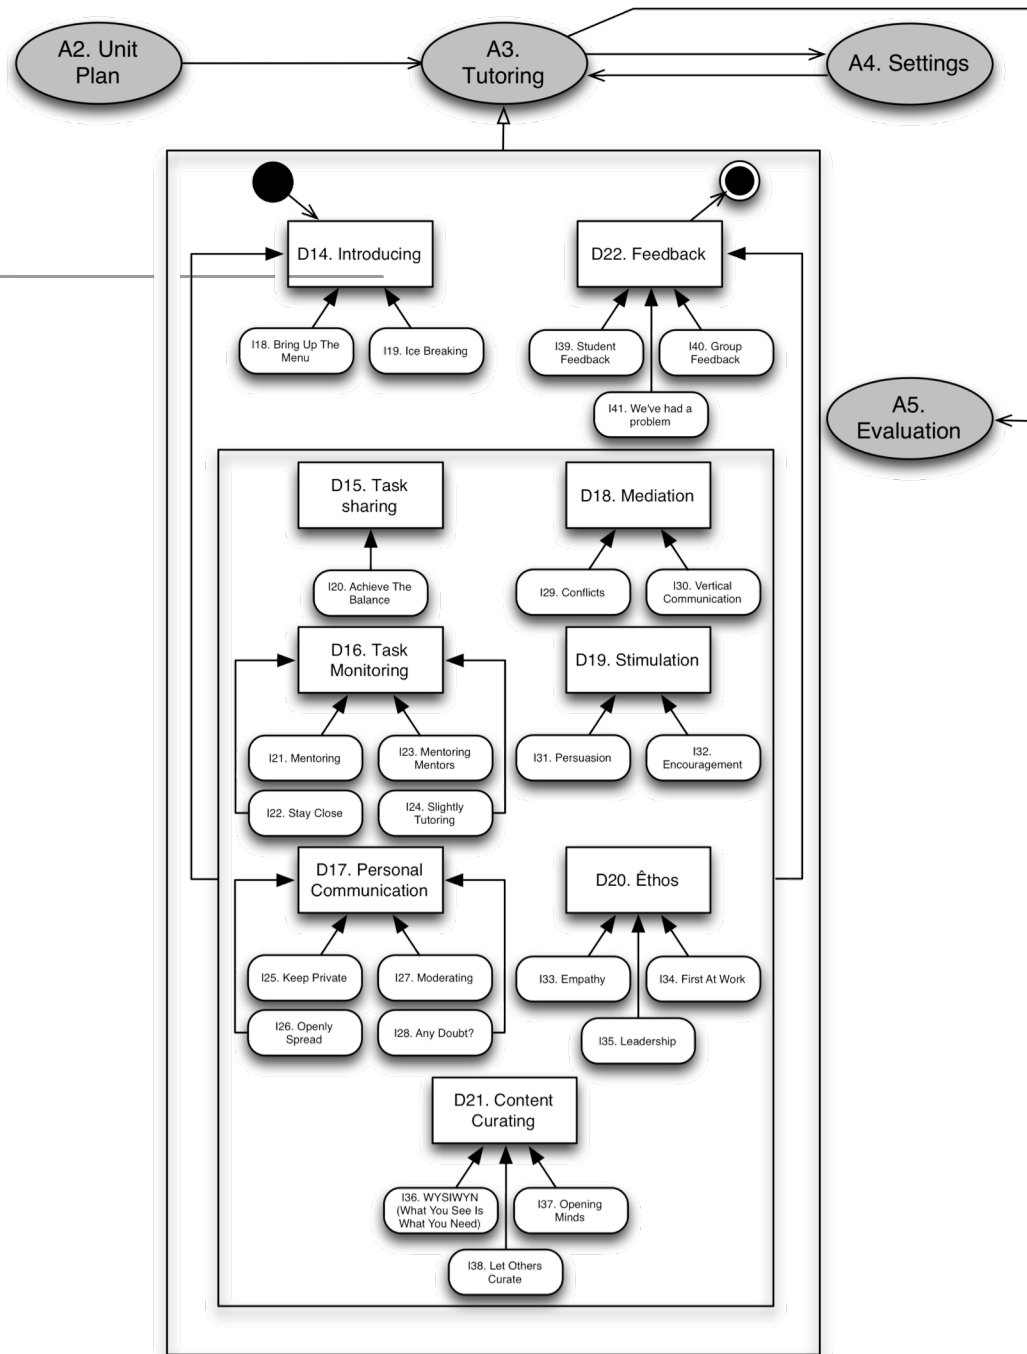 A2. Unit
Plan
A3.
Tutoring
A4. Settings
D14. Introducing
D22. Feedback
I18. Bring Up The
Menu
I19. Ice Breaking
I39. Student
Feedback
I40. Group
Feedback
I41. We've had a
problem
A5.
Evaluation
D15. Task
sharing
D18. Mediation
I20. Achieve The
Balance
I29. Conflicts
I30. Vertical
Communication
D16. Task
Monitoring
D19. Stimulation
I21. Mentoring
I23. Mentoring
Mentors
I31. Persuasion
I32.
Encouragement
I22. Stay Close
I24. Slightly
Tutoring
D17. Personal
Communication
D20. Êthos
I25. Keep Private
I27. Moderating
I33. Empathy
I34. First At Work
I26. Openly
Spread
I28. Any Doubt?
I35. Leadership
D21. Content
Curating
I36. WYSIWYN
(What You See Is
What You Need)
I37. Opening
Minds
I38. Let Others
Curate